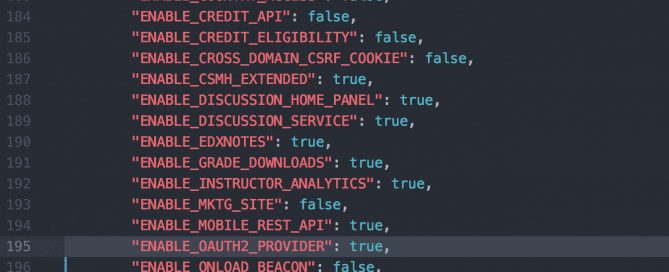 184 "ENABLE_CREDIT_API": false,
185 "ENABLE_CREDIT_ELIGIBILITY": false,
186 "ENABLE_CROSS_DOMAIN_CSRF_COOKIE": false,
187 "ENABLE_CSMH_EXTENDED": true,
188 "ENABLE_DISCUSSION_HOME_PANEL": true,
189 "ENABLE_DISCUSSION_SERVICE": true,
190 "ENABLE_EDXNOTES": true,
191 "ENABLE_GRADE_DOWNLOADS": true,
192 "ENABLE_INSTRUCTOR_ANALYTICS": true,
193 "ENABLE_MKTG_SITE": false,
194 "ENABLE_MOBILE_REST_API": true,
195 "ENABLE_OAUTH2_PROVIDER": true,
196 "ENABLE_ONLOAD_BEACON": false,